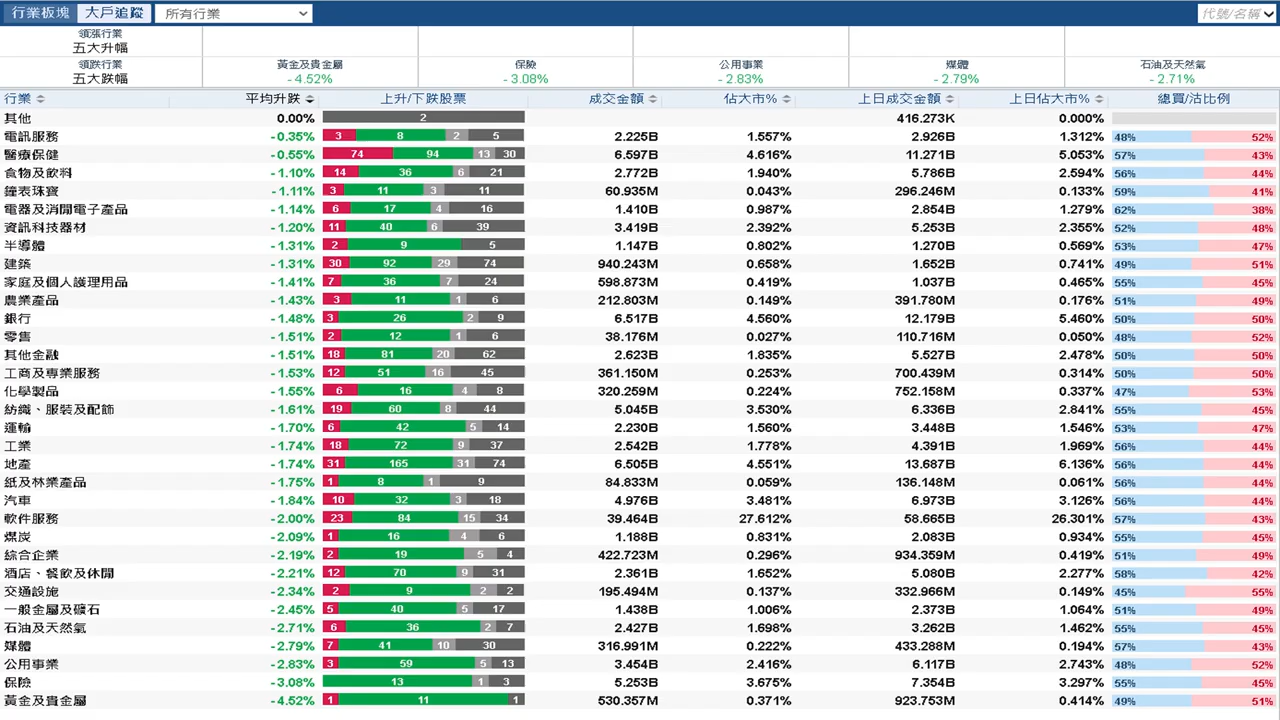 行業板塊 大戶追蹤 所有行業 代號/名稱
領漲行業
五大升幅
領跌行業 黃金及貴金屬 保險 公用事業 媒體 石油及天然氣
五大跌幅 -4.52% -3.08% -2.83% -2.79% -2.71%
行業 平均升跌 上升/下跌股票 成交金額 佔大市% 上日成交金額 上日佔大市% 總買/沽比例
其他 0.00% 2 416.273K 0.000%
電訊服務 -0.35% 3 8 2 5 2.225B 1.557% 2.926B 1.312% 48% 52%
醫療保健 -0.55% 74 94 13 30 6.597B 4.616% 11.271B 5.053% 57% 43%
食物及飲料 -1.10% 14 36 6 21 2.772B 1.940% 5.786B 2.594% 56% 44%
鐘表珠寶 -1.11% 3 11 3 11 60.935M 0.043% 296.246M 0.133% 59% 41%
電器及消閒電子產品 -1.14% 6 17 4 16 1.410B 0.987% 2.854B 1.279% 62% 38%
資訊科技器材 -1.20% 11 40 6 39 3.419B 2.392% 5.253B 2.355% 52% 48%
半導體 -1.31% 2 9 5 1.147B 0.802% 1.270B 0.569% 53% 47%
建築 -1.31% 30 92 29 74 940.243M 0.658% 1.652B 0.741% 49% 51%
家庭及個人護理用品 -1.41% 7 36 7 24 598.873M 0.419% 1.037B 0.465% 55% 45%
農業產品 -1.43% 3 11 1 6 212.803M 0.149% 391.780M 0.176% 51% 49%
銀行 -1.48% 3 26 2 9 6.517B 4.560% 12.179B 5.460% 50% 50%
零售 -1.51% 2 12 1 6 38.176M 0.027% 110.716M 0.050% 48% 52%
其他金融 -1.51% 18 81 20 62 2.623B 1.835% 5.527B 2.478% 50% 50%
工商及專業服務 -1.53% 12 51 16 45 361.150M 0.253% 700.439M 0.314% 50% 50%
化學製品 -1.55% 6 16 4 8 320.259M 0.224% 752.158M 0.337% 47% 53%
紡織、服裝及配飾 -1.61% 19 60 8 44 5.045B 3.530% 6.336B 2.841% 55% 45%
運輸 -1.70% 6 42 5 14 2.230B 1.560% 3.448B 1.546% 53% 47%
工業 -1.74% 18 72 9 37 2.542B 1.778% 4.391B 1.969% 56% 44%
地產 -1.74% 31 165 31 74 6.505B 4.551% 13.687B 6.136% 56% 44%
紙及林業產品 -1.75% 1 8 1 9 84.833M 0.059% 136.148M 0.061% 56% 44%
汽車 -1.84% 10 32 3 18 4.976B 3.481% 6.973B 3.126% 56% 44%
軟件服務 -2.00% 23 84 15 34 39.464B 27.612% 58.665B 26.301% 57% 43%
煤炭 -2.09% 1 16 4 6 1.188B 0.831% 2.083B 0.934% 55% 45%
綜合企業 -2.19% 2 19 5 4 422.723M 0.296% 934.359M 0.419% 51% 49%
酒店、餐飲及休閒 -2.21% 12 70 9 31 2.361B 1.652% 5.080B 2.277% 58% 42%
交通設施 -2.34% 2 9 2 2 195.494M 0.137% 332.966M 0.149% 45% 55%
一般金屬及礦石 -2.45% 5 40 5 17 1.438B 1.006% 2.373B 1.064% 51% 49%
石油及天然氣 -2.71% 6 36 2 7 2.427B 1.698% 3.262B 1.462% 55% 45%
媒體 -2.79% 7 41 10 30 316.991M 0.222% 433.288M 0.194% 57% 43%
公用事業 -2.83% 3 59 5 13 3.454B 2.416% 6.117B 2.743% 48% 52%
保險 -3.08% 13 1 3 5.253B 3.675% 7.354B 3.297% 55% 45%
黃金及貴金屬 -4.52% 1 11 1 530.357M 0.371% 923.753M 0.414% 49% 51%